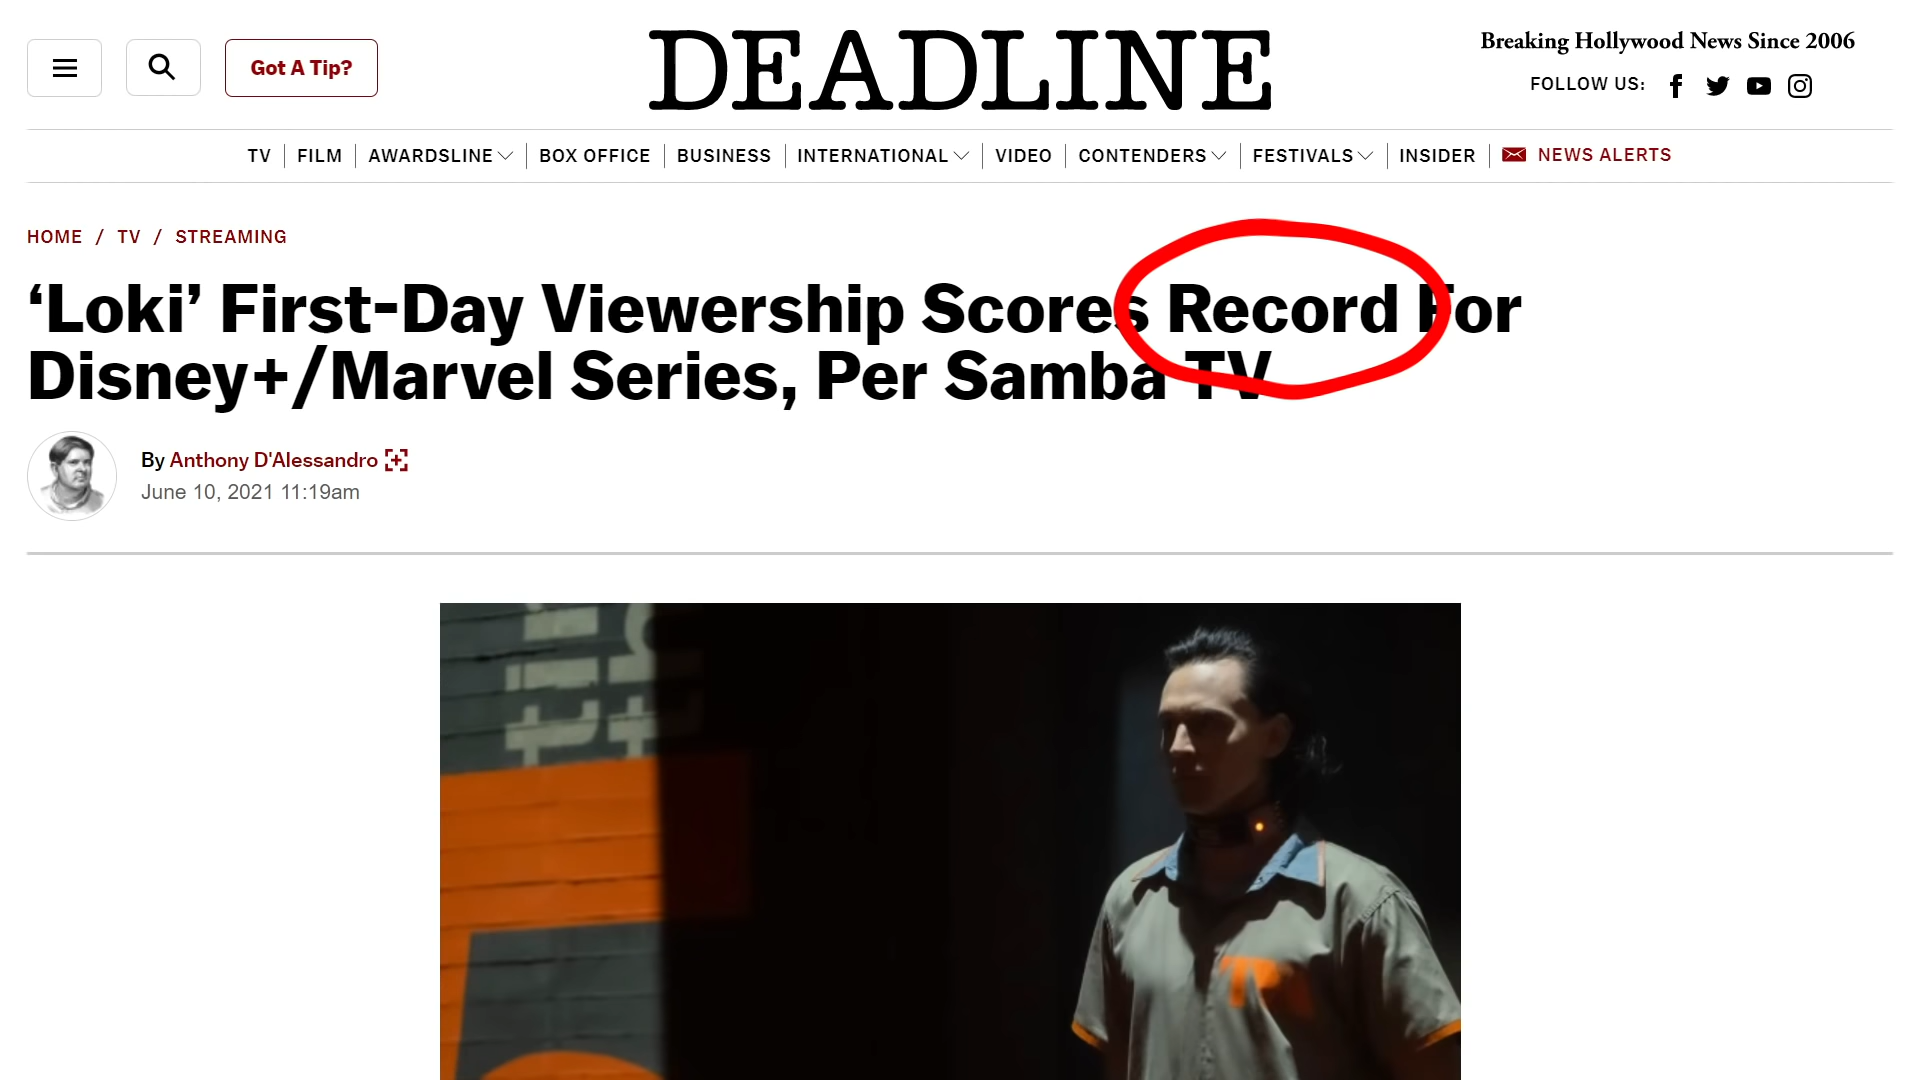 Got A Tip?
DEADLINE
Breaking Hollywood News Since 2006
FOLLOW US:
TV | FILM | AWARDSLINE | BOX OFFICE | BUSINESS | INTERNATIONAL | VIDEO | CONTENDERS | FESTIVALS | INSIDER | NEWS ALERTS
HOME / TV / STREAMING
‘Loki’ First-Day Viewership Scores Record For
Disney+/Marvel Series, Per Samba TV
By Anthony D'Alessandro
June 10, 2021 11:19am